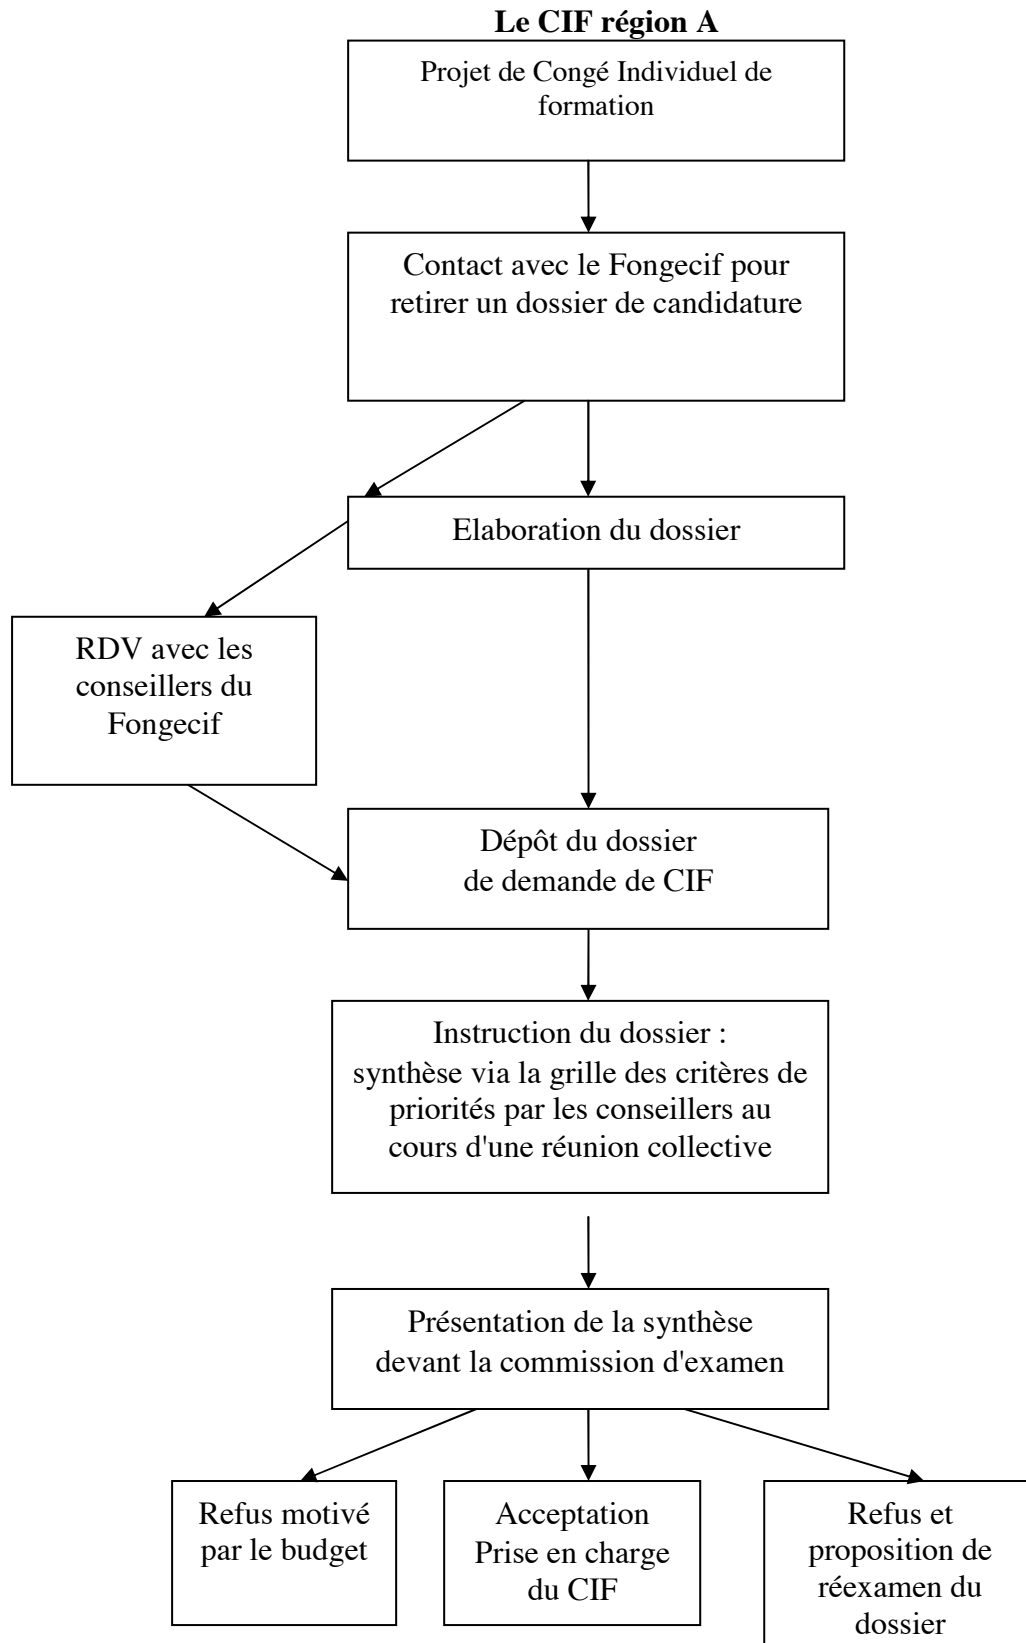 Le CIF région A
Projet de Congé Individuel de
formation
Contact avec le Fongecif pour
retirer un dossier de candidature
Elaboration du dossier
RDV avec les
conseillers du
Fongecif
Dépôt du dossier
de demande de CIF
Instruction du dossier :
synthèse via la grille des critères de
priorités par les conseillers au
cours d'une réunion collective
Présentation de la synthèse
devant la commission d'examen
Refus motivé
par le budget
Acceptation
Prise en charge
du CIF
Refus et
proposition de
réexamen du
dossier